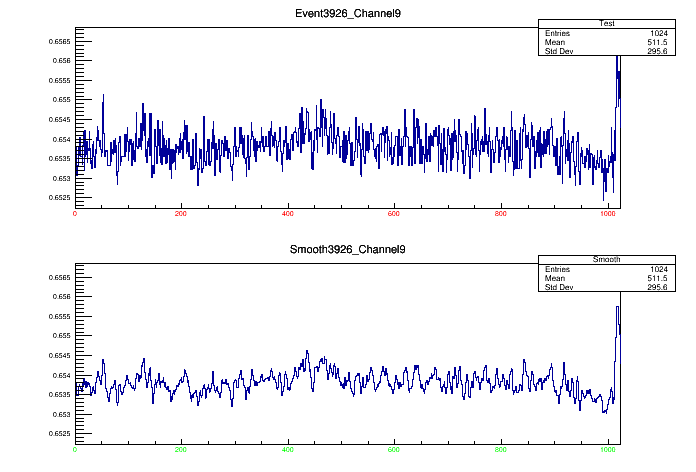 Event3926_Channel9
Test
Entries 1024
Mean 511.5
Std Dev 295.6
0.6565
0.656
0.6555
0.655
0.6545
0.654
0.6535
0.653
0.6525
0 200 400 600 800 1000
Smooth3926_Channel9
Smooth
Entries 1024
Mean 511.5
Std Dev 295.6
0.6565
0.656
0.6555
0.655
0.6545
0.654
0.6535
0.653
0.6525
0 200 400 600 800 1000